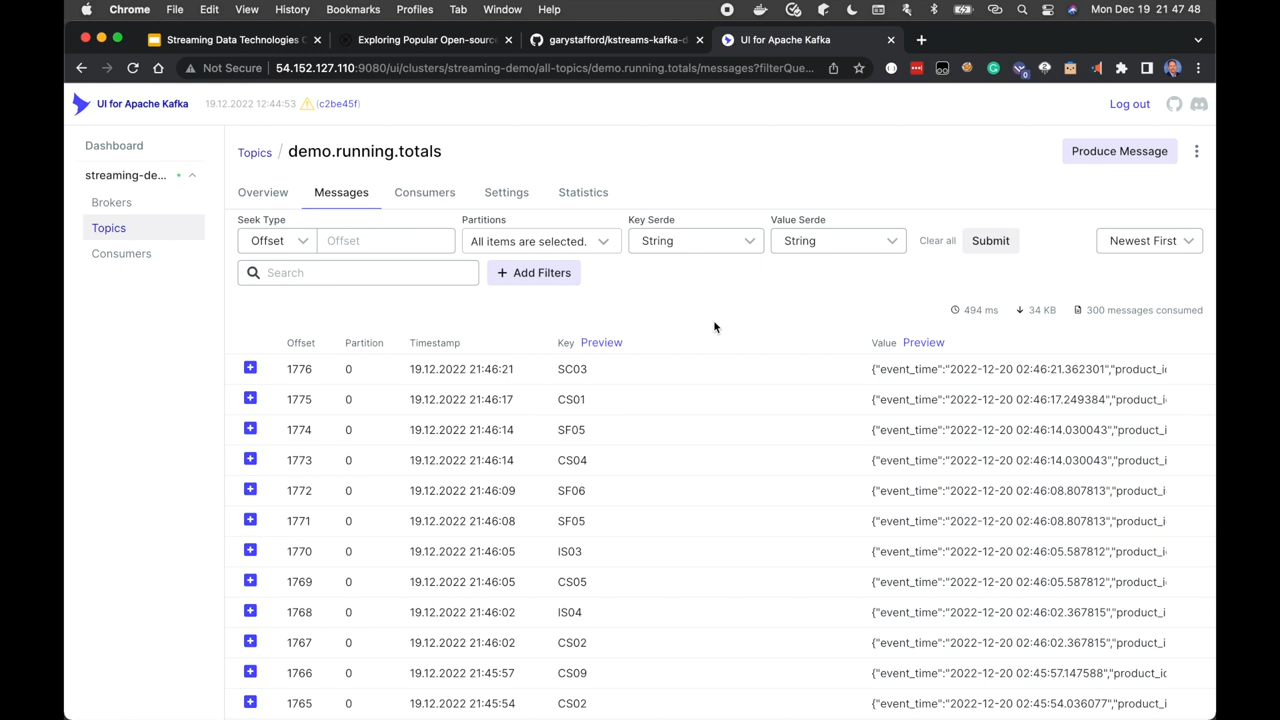 Chrome File Edit View History Bookmarks Profiles Tab Window Help Mon Dec 19 21 47 48
Streaming Data Technologies C Exploring Popular Open-source garystafford/kstreams-kafka-d UI for Apache Kafka
Not Secure 54.152.127.110:9080/ui/clusters/streaming-demo/all-topics/demo.running.totals/messages?filterQue...
UI for Apache Kafka 19.12.2022 12:44:53 (c2be45f) Log out
Dashboard
streaming-de...
Brokers
Topics
Consumers
Topics / demo.running.totals Produce Message
Overview Messages Consumers Settings Statistics
Seek Type Partitions Key Serde Value Serde
Offset Offset All items are selected. String String Clear all Submit Newest First
Search + Add Filters
494 ms 34 KB 300 messages consumed
Offset Partition Timestamp Key Preview Value Preview
1776 0 19.12.2022 21:46:21 SC03 {"event_time":"2022-12-20 02:46:21.362301","product_i
1775 0 19.12.2022 21:46:17 CS01 {"event_time":"2022-12-20 02:46:17.249384","product_i
1774 0 19.12.2022 21:46:14 SF05 {"event_time":"2022-12-20 02:46:14.030043","product_i
1773 0 19.12.2022 21:46:14 CS04 {"event_time":"2022-12-20 02:46:14.030043","product_i
1772 0 19.12.2022 21:46:09 SF06 {"event_time":"2022-12-20 02:46:08.807813","product_i
1771 0 19.12.2022 21:46:08 SF05 {"event_time":"2022-12-20 02:46:08.807813","product_i
1770 0 19.12.2022 21:46:05 IS03 {"event_time":"2022-12-20 02:46:05.587812","product_i
1769 0 19.12.2022 21:46:05 CS05 {"event_time":"2022-12-20 02:46:05.587812","product_i
1768 0 19.12.2022 21:46:02 IS04 {"event_time":"2022-12-20 02:46:02.367815","product_i
1767 0 19.12.2022 21:46:02 CS02 {"event_time":"2022-12-20 02:46:02.367815","product_i
1766 0 19.12.2022 21:45:57 CS09 {"event_time":"2022-12-20 02:45:57.147588","product_i
1765 0 19.12.2022 21:45:54 CS02 {"event_time":"2022-12-20 02:45:54.036077","product_i